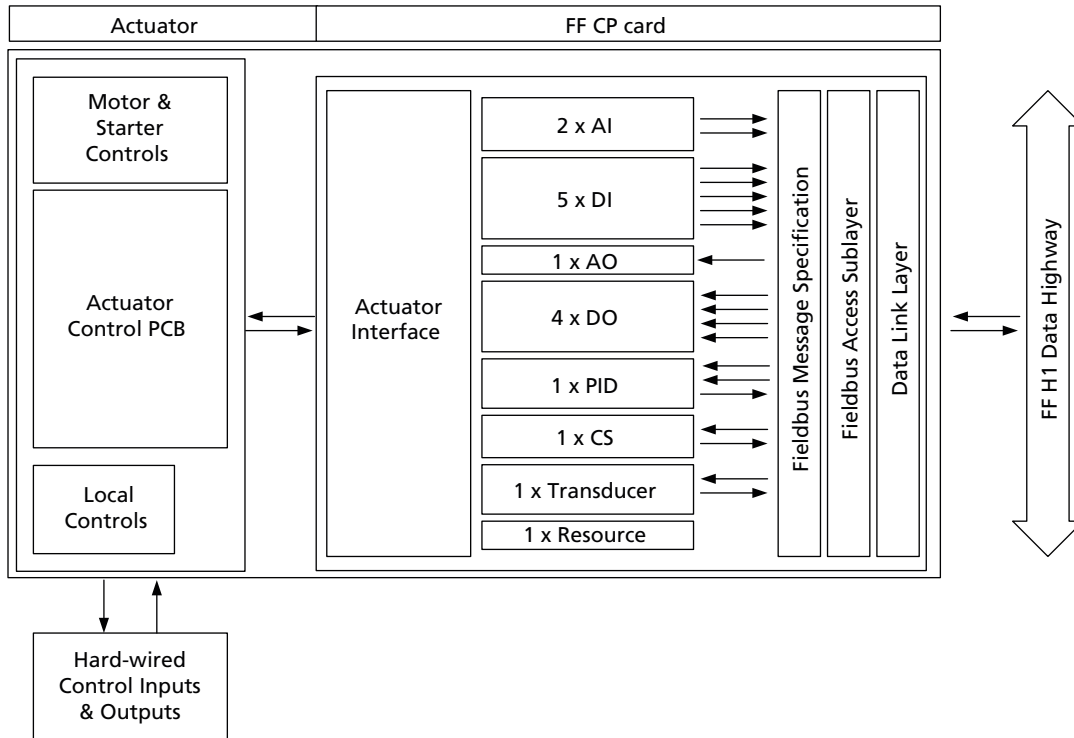 Actuator
FF CP card
Motor &
Starter
Controls
Actuator
Control PCB
Local
Controls
Hard-wired
Control Inputs
& Outputs
Actuator
Interface
2 x AI
5 x DI
1 x AO
4 x DO
1 x PID
1 x CS
1 x Transducer
1 x Resource
Fieldbus Message Specification
Fieldbus Access Sublayer
Data Link Layer
FF H1 Data Highway